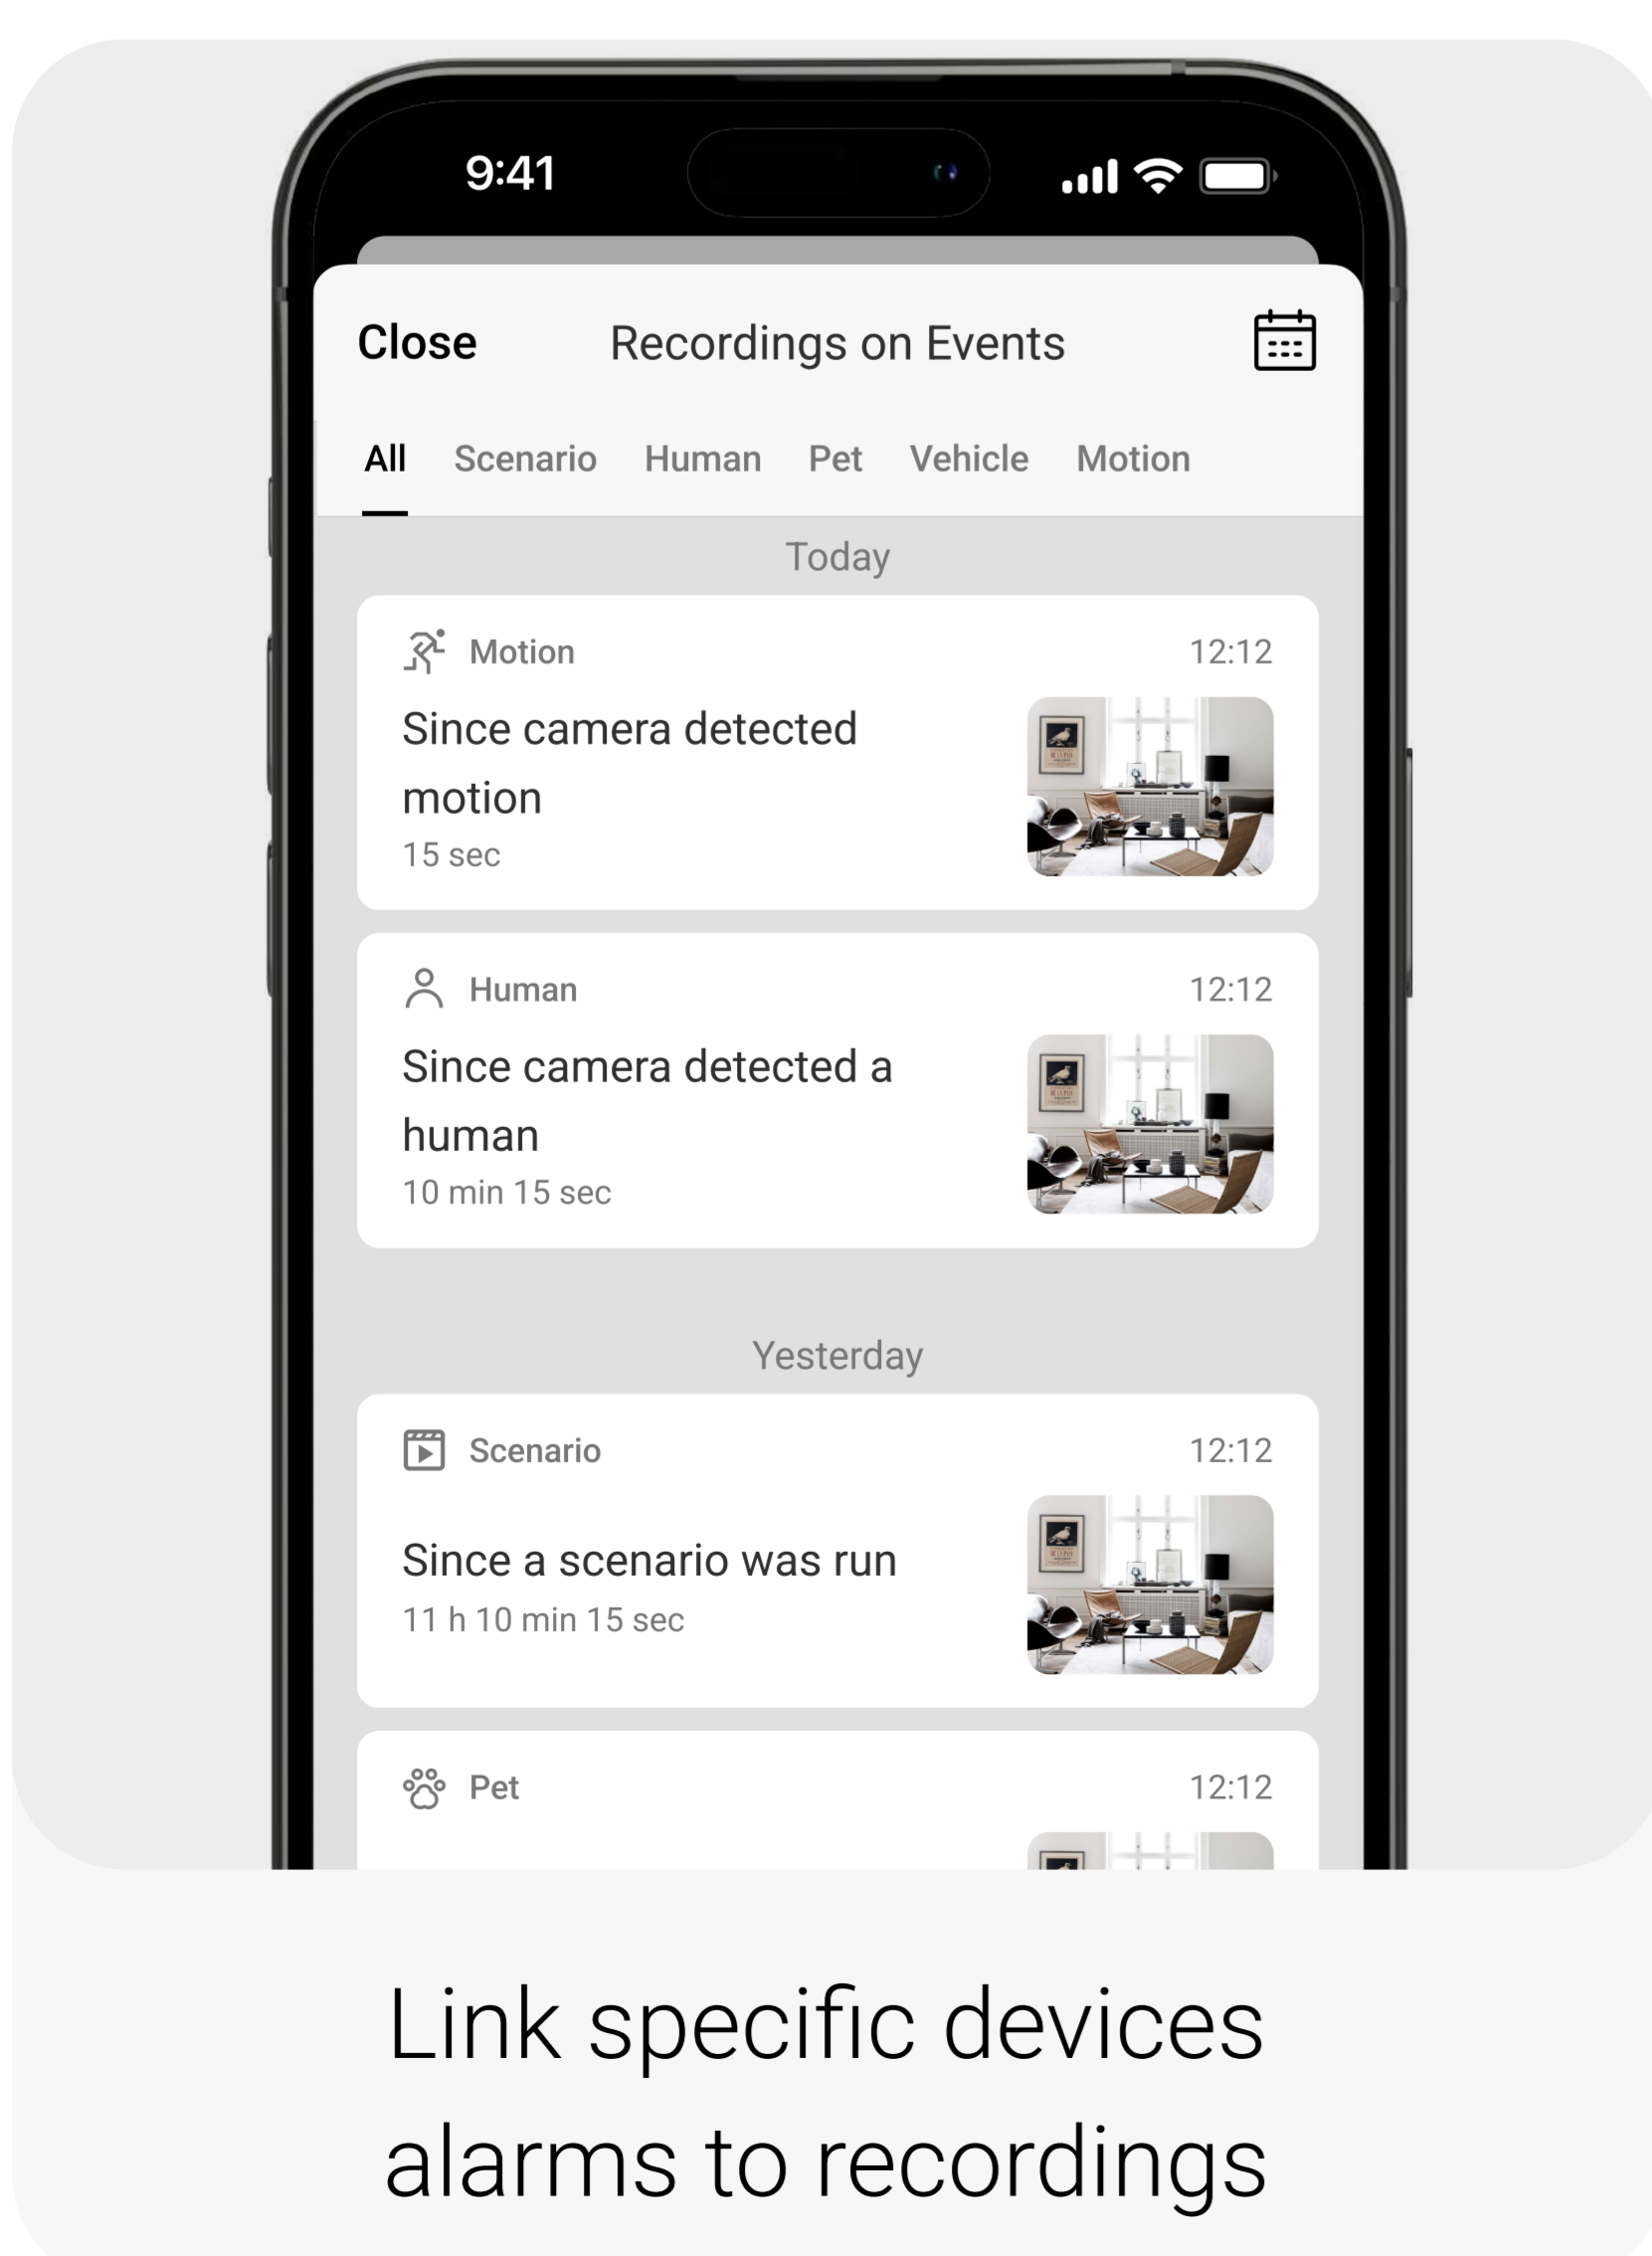 9:41
Close
Recordings on Events
All Scenario Human Pet Vehicle Motion
Today
Motion
12:12
Since camera detected
motion
15 sec
Human
12:12
Since camera detected a
human
10 min 15 sec
Yesterday
Scenario
12:12
Since a scenario was run
11 h 10 min 15 sec
Pet
12:12
Link specific devices
alarms to recordings